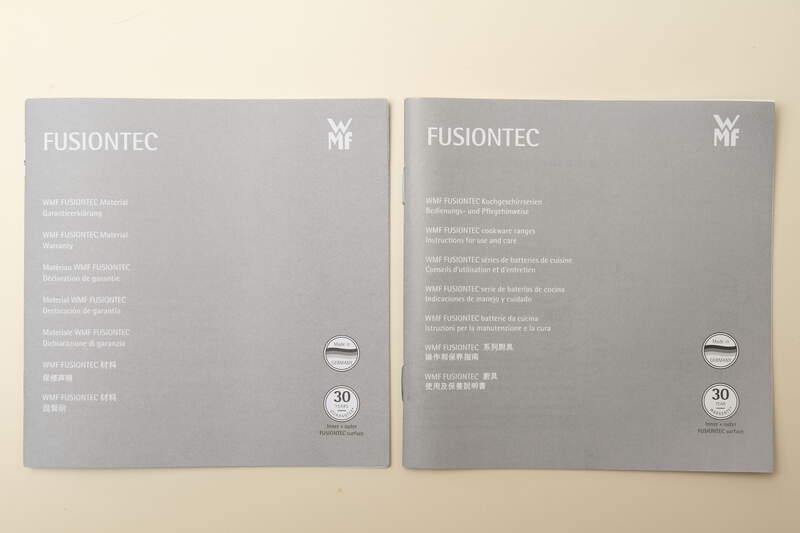 FUSIONTEC
WMF
WMF FUSIONTEC Material
Garantieerklärung
WMF FUSIONTEC Material
Warranty
Matériau WMF FUSIONTEC
Déclaration de garantie
Material WMF FUSIONTEC
Declaración de garantía
Materiale WMF FUSIONTEC
Dichiarazione di garanzia
WMF FUSIONTEC 材料
保修声明
WMF FUSIONTEC 材料
Made in
GERMANY
30
YEARS
Inner + outer
FUSIONTEC surface
FUSIONTEC
WMF
WMF FUSIONTEC Kochgeschirrserien
Bedienungs- und Pflegehinweise
WMF FUSIONTEC cookware ranges
Instructions for use and care
WMF FUSIONTEC séries de batteries de cuisine
Conseils d'utilisation et d'entretien
WMF FUSIONTEC serie de baterías de cocina
Indicaciones de manejo y cuidado
WMF FUSIONTEC batterie da cucina
Istruzioni per la manutenzione e la cura
WMF FUSIONTEC 系列厨具
操作和保养指南
WMF FUSIONTEC 廚具
使用及保養說明書
Made in
GERMANY
30
YEAR
Inner + outer
FUSIONTEC surface